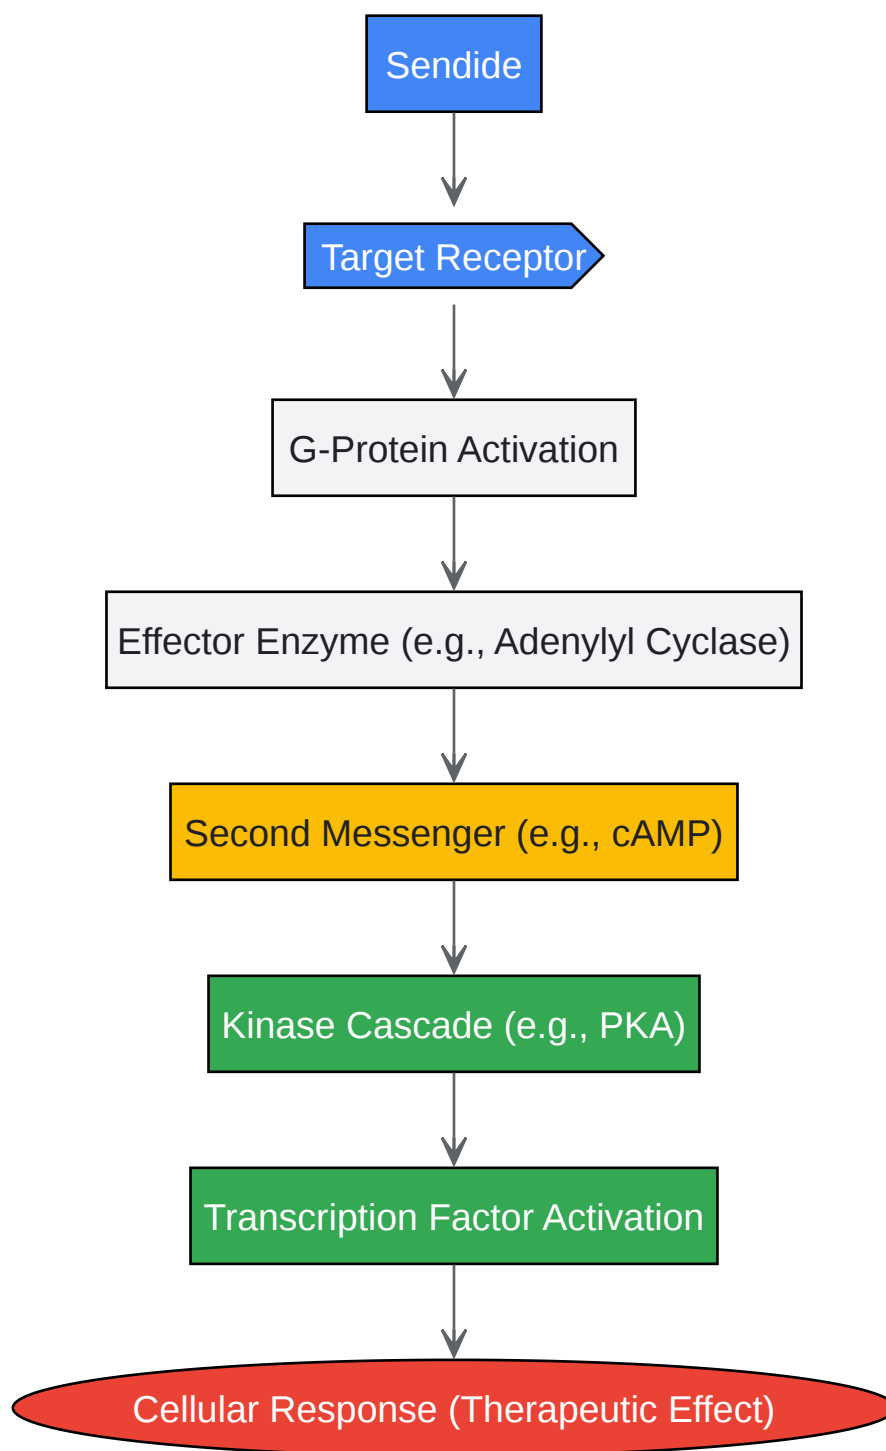 Sendide
Target Receptor
G-Protein Activation
Effector Enzyme (e.g., Adenylyl Cyclase)
Second Messenger (e.g., cAMP)
Kinase Cascade (e.g., PKA)
Transcription Factor Activation
Cellular Response (Therapeutic Effect)